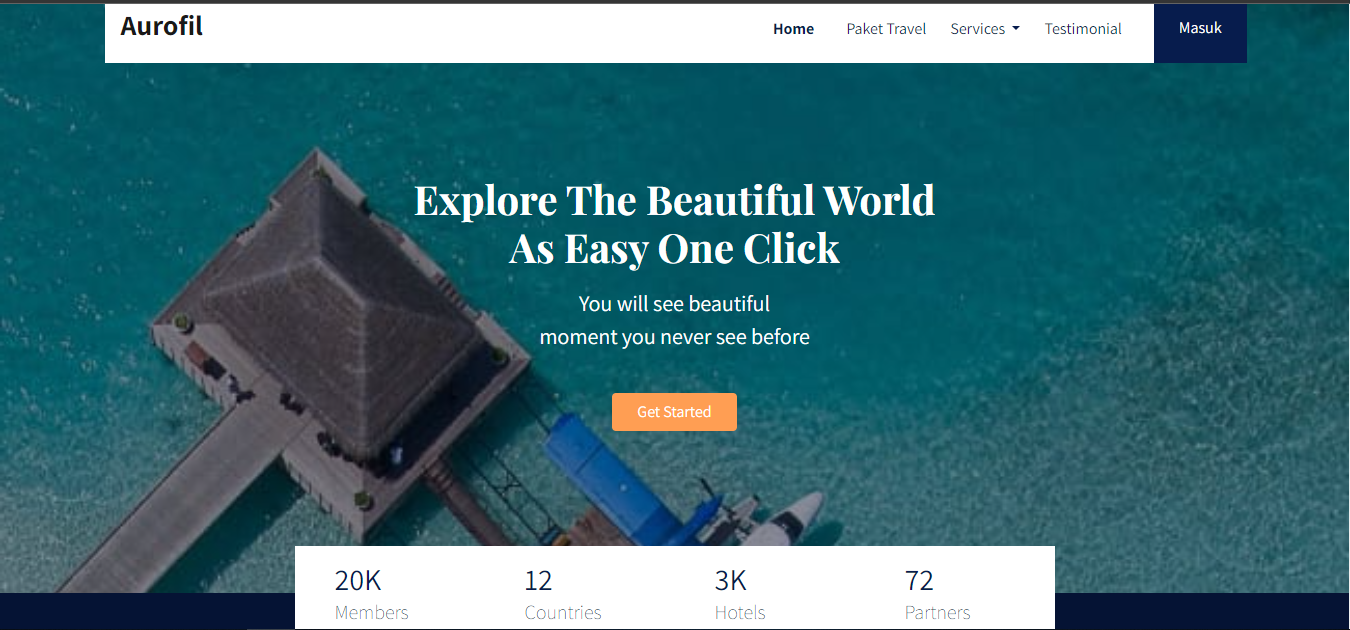 Aurofil
Home Paket Travel Services Testimonial Masuk
Explore The Beautiful World
As Easy One Click
You will see beautiful
moment you never see before
Get Started
20K 12 3K 72
Members Countries Hotels Partners